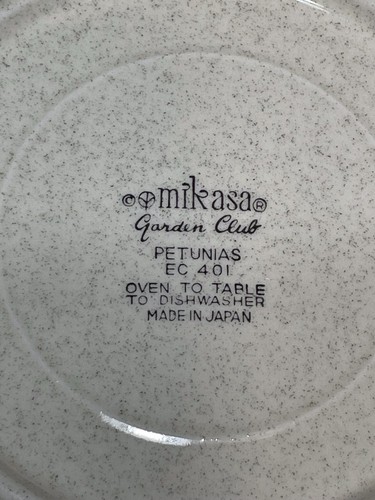 © mikasa ®
Garden Club
PETUNIAS
EC 401
OVEN TO TABLE
TO DISHWASHER
MADE IN JAPAN